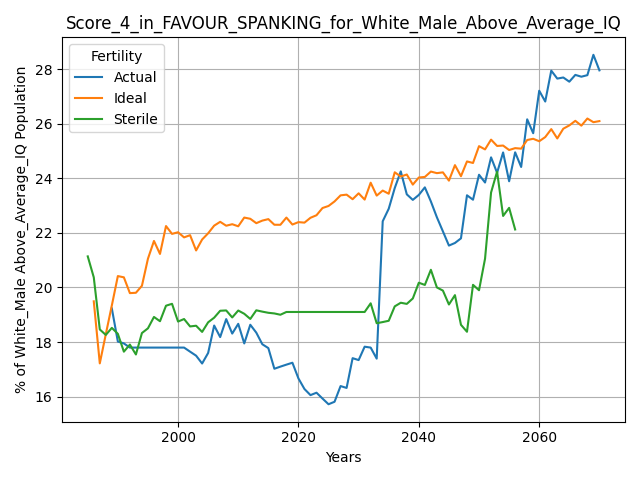 Score_4_in_FAVOUR_SPANKING_for_White_Male_Above_Average_IQ
Fertility
Actual
Ideal
Sterile
% of White_Male Above_Average_IQ Population
28
26
24
22
20
18
16
2000
2020
2040
2060
Years